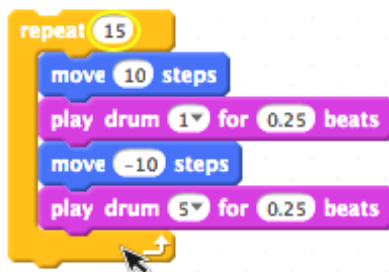 repeat 15
move 10 steps
play drum 1 for 0.25 beats
move -10 steps
play drum 5 for 0.25 beats